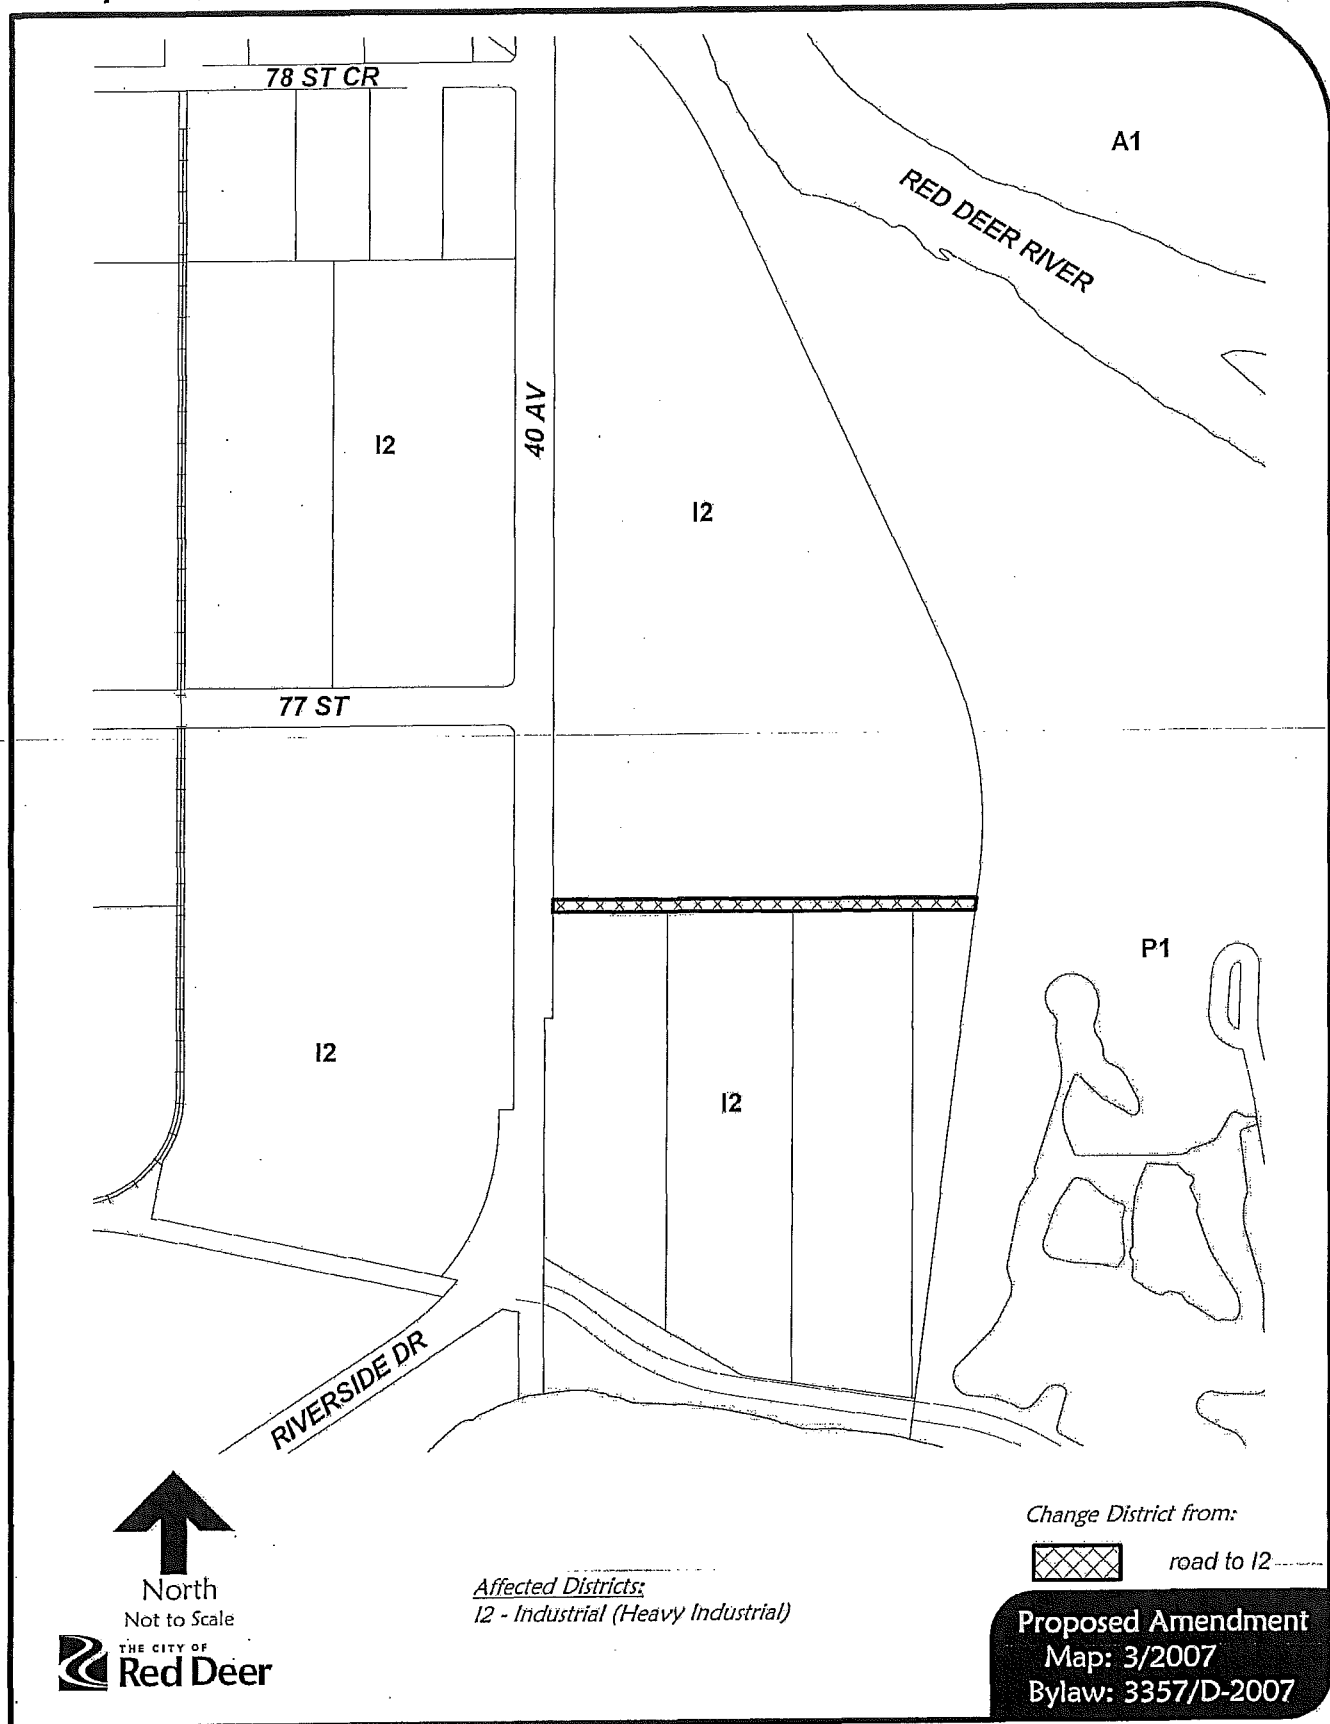 78 ST CR
A1
RED DEER RIVER
40 AV
I2
I2
77 ST
P1
I2
I2
RIVERSIDE DR
North
Not to Scale
THE CITY OF
Red Deer
Affected Districts:
I2 - Industrial (Heavy Industrial)
Change District from:
road to I2
Proposed Amendment
Map: 3/2007
Bylaw: 3357/D-2007